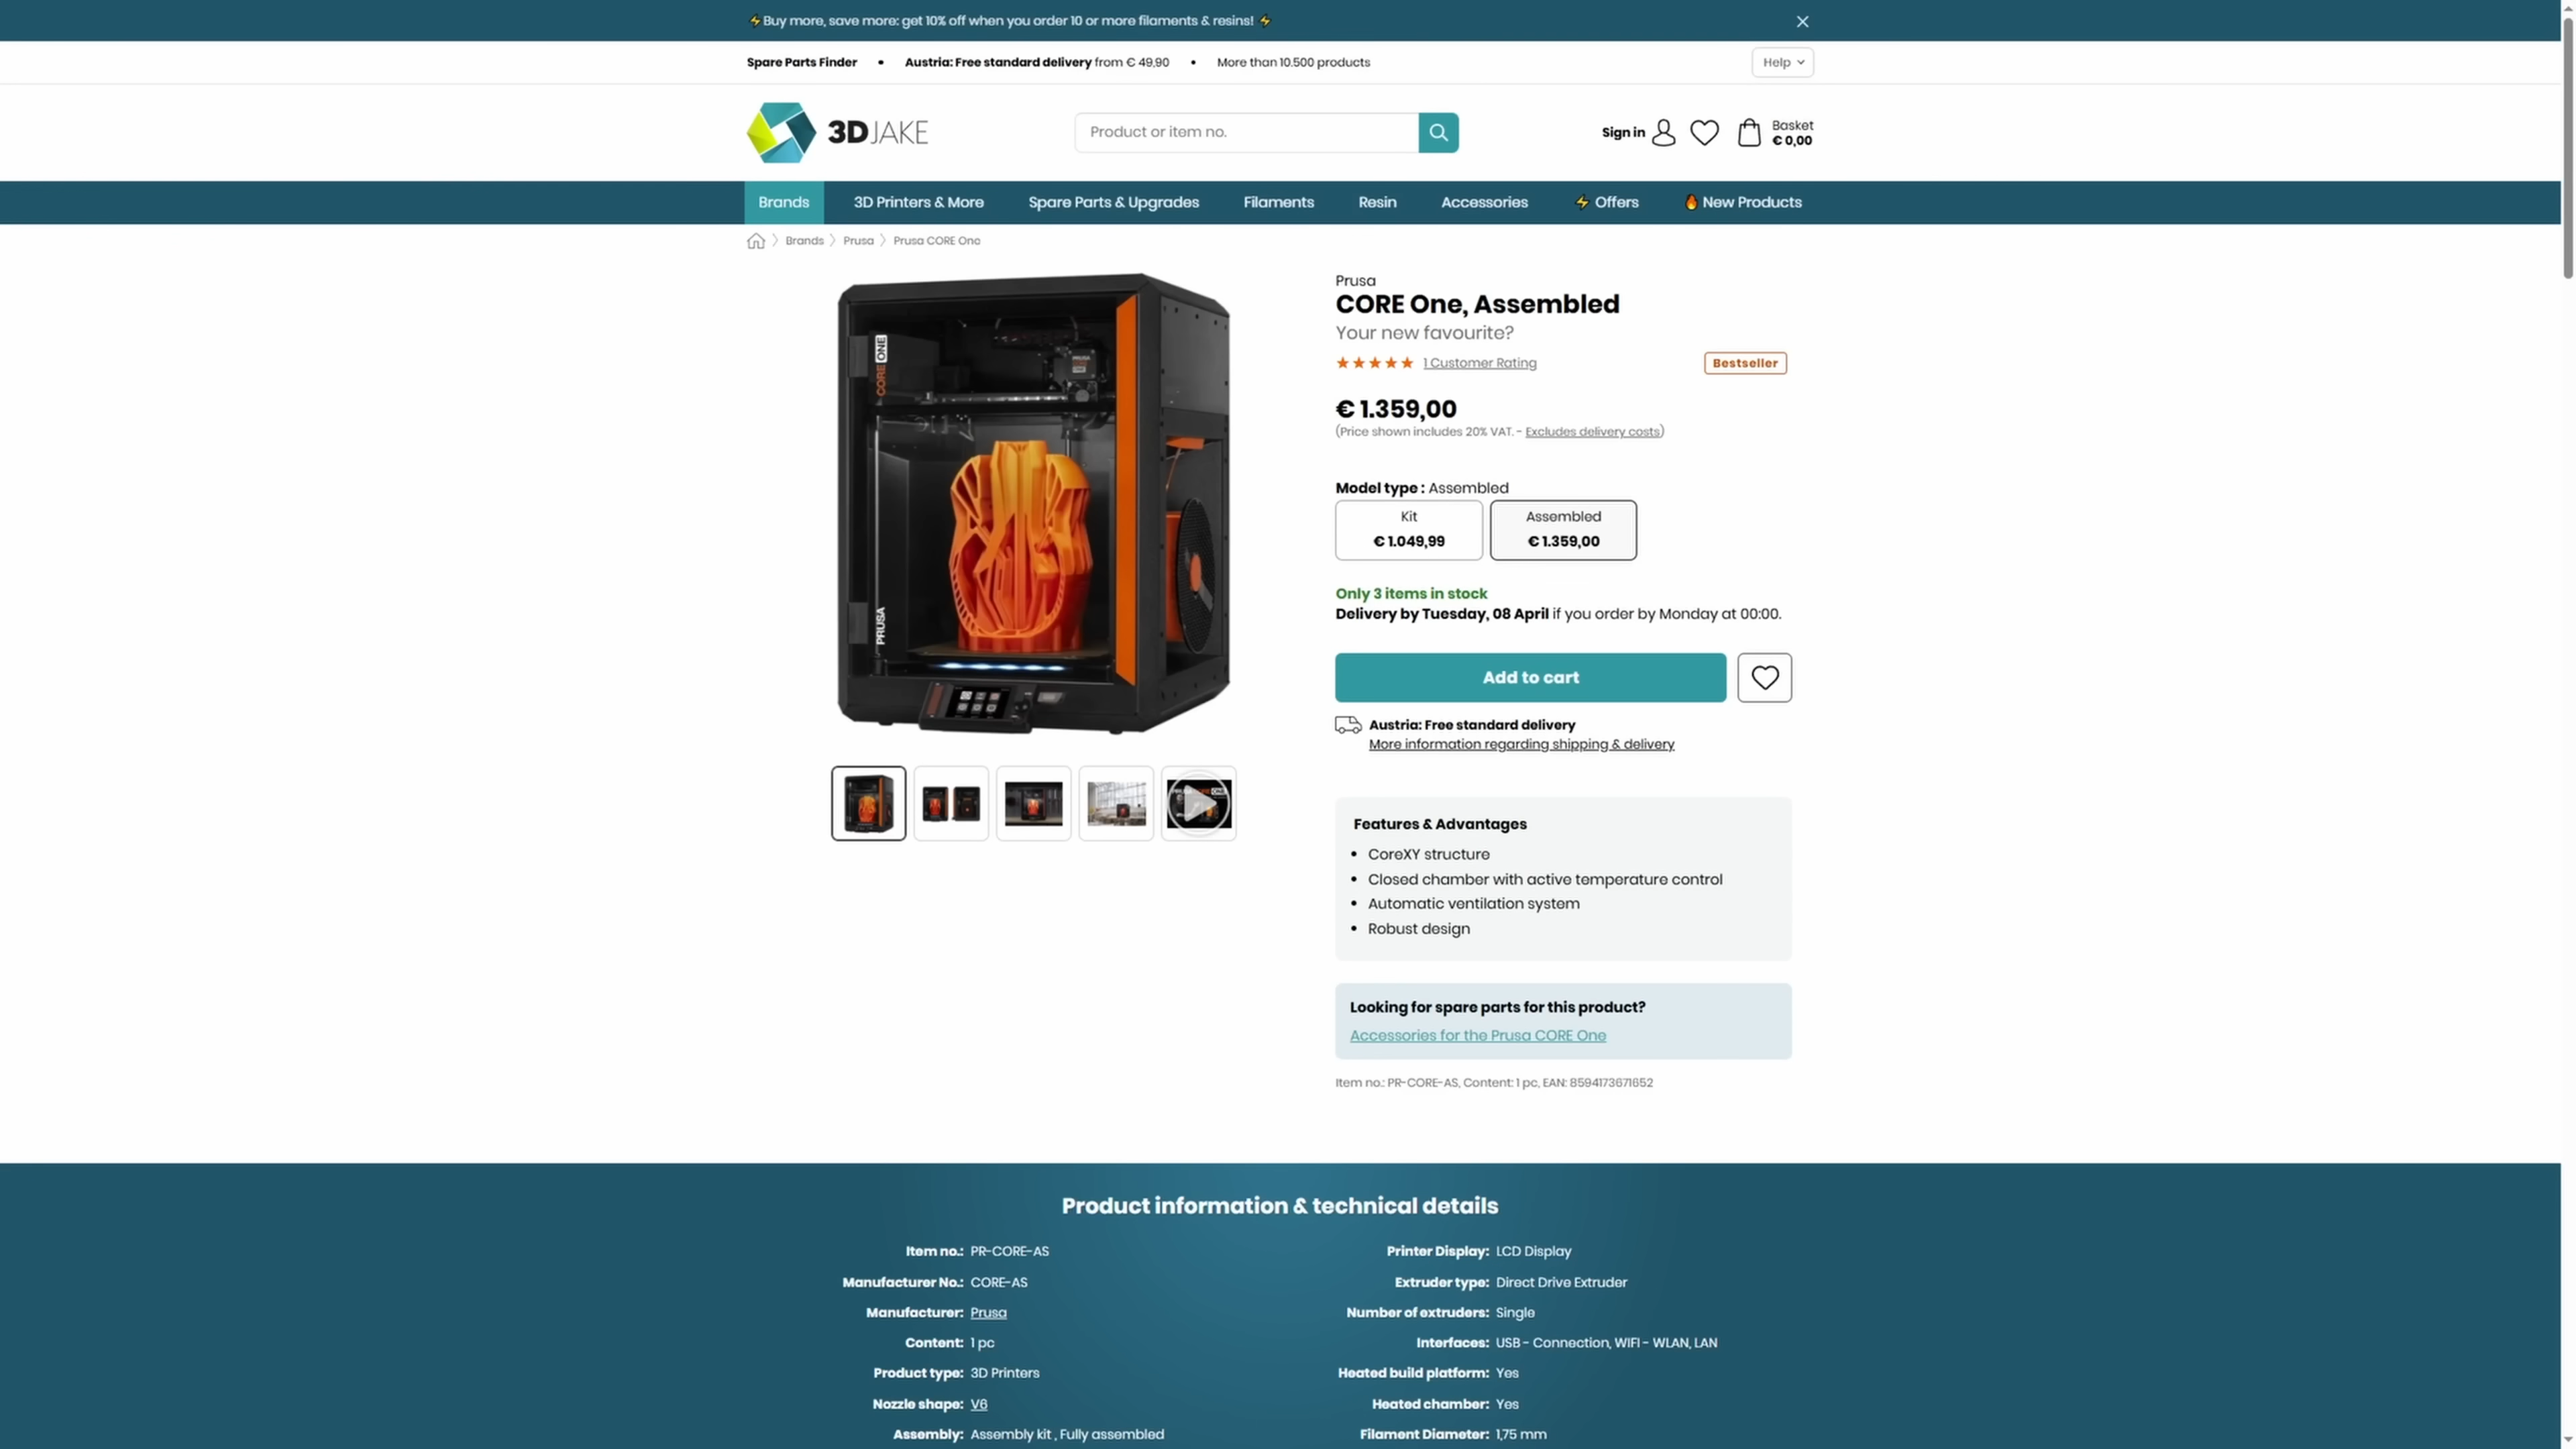 ⚡Buy more, save more: get 10% off when you order 10 or more filaments & resins! ⚡
Spare Parts Finder • Austria: Free standard delivery from € 49,90 • More than 10.500 products
Help
3DJAKE
Product or item no.
Sign in
Basket
€ 0,00
Brands
3D Printers & More
Spare Parts & Upgrades
Filaments
Resin
Accessories
⚡ Offers
🔥 New Products
Brands
Prusa
Prusa CORE One
COREONE
PRUSA
Prusa
CORE One, Assembled
Your new favourite?
1 Customer Rating
Bestseller
€ 1.359,00
(Price shown includes 20% VAT. - Excludes delivery costs)
Model type : Assembled
Kit
€ 1.049,99
Assembled
€ 1.359,00
Only 3 items in stock
Delivery by Tuesday, 08 April if you order by Monday at 00:00.
Add to cart
Austria: Free standard delivery
More information regarding shipping & delivery
Features & Advantages
• CoreXY structure
• Closed chamber with active temperature control
• Automatic ventilation system
• Robust design
Looking for spare parts for this product?
Accessories for the Prusa CORE One
Item no.: PR-CORE-AS, Content: 1 pc, EAN: 8594173671652
Product information & technical details
Item no.: PR-CORE-AS
Manufacturer No.: CORE-AS
Manufacturer: Prusa
Content: 1 pc
Product type: 3D Printers
Nozzle shape: V6
Assembly: Assembly kit , Fully assembled
Printer Display: LCD Display
Extruder type: Direct Drive Extruder
Number of extruders: Single
Interfaces: USB - Connection, WIFI - WLAN, LAN
Heated build platform: Yes
Heated chamber: Yes
Filament Diameter: 1,75 mm